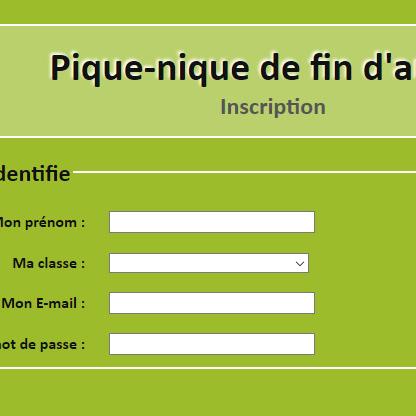 Pique-nique de fin d'a
Inscription
dentifie
Mon prénom :
Ma classe :
Mon E-mail :
mot de passe :